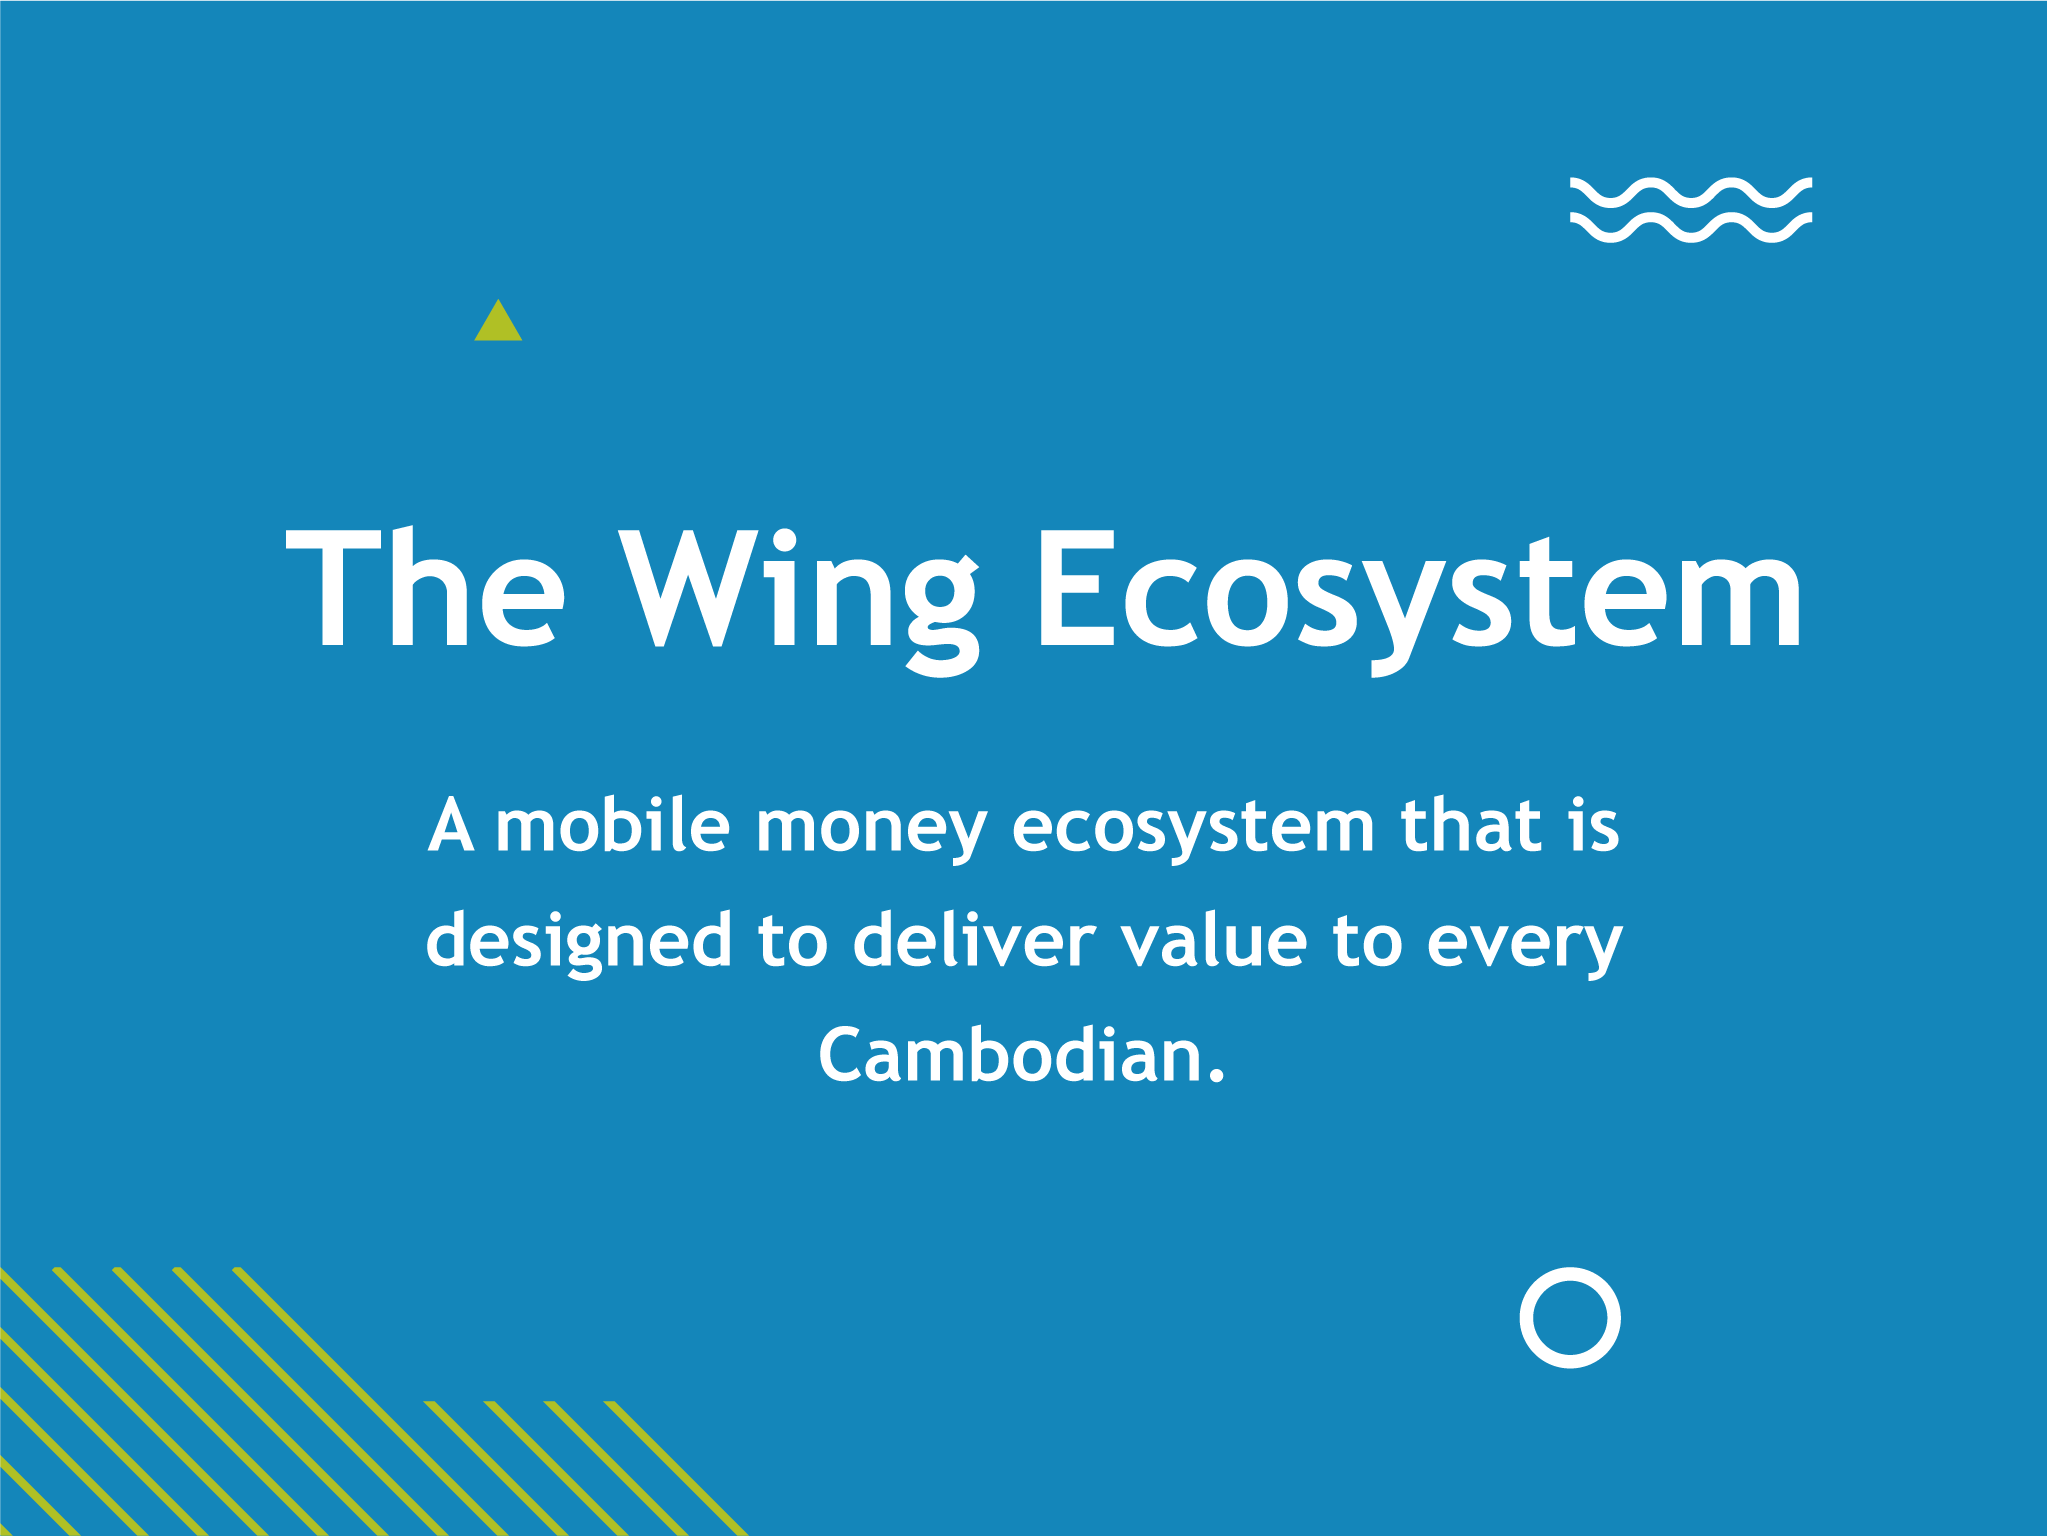 The Wing Ecosystem
A mobile money ecosystem that is
designed to deliver value to every
Cambodian.